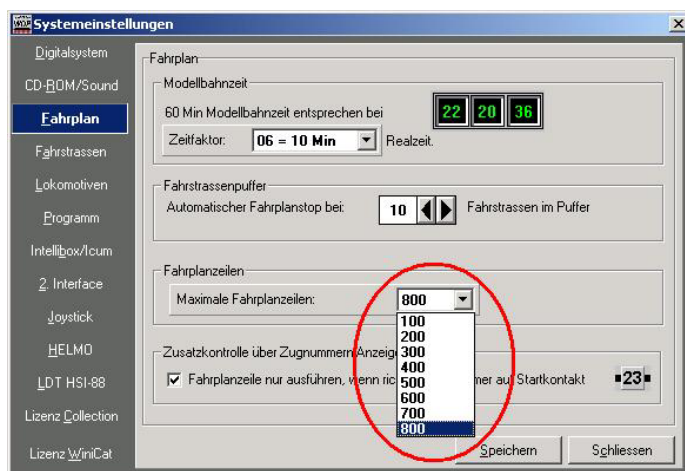 Systemeinstellungen
Digitalsystem
CD-ROM/Sound
Fahrplan
Fahrstrassen
Lokomotiven
Programm
Intellibox/Icum
2. Interface
Joystick
HELMO
LDT HSI-88
Lizenz Collection
Lizenz WiniCat
Fahrplan
Modellbahnzeit
60 Min Modellbahnzeit entsprechen bei 22 20 36
Zeitfaktor: 06 = 10 Min Realzeit.
Fahrstrassenpuffer
Automatischer Fahrplanstop bei: 10 Fahrstrassen im Puffer
Fahrplanzeilen
Maximale Fahrplanzeilen: 800
100
200
300
400
500
600
700
800
Zusatzkontrolle über Zugnummern Anzeige
Fahrplanzeile nur ausführen, wenn auf Startkontakt 23
Speichern Schliessen